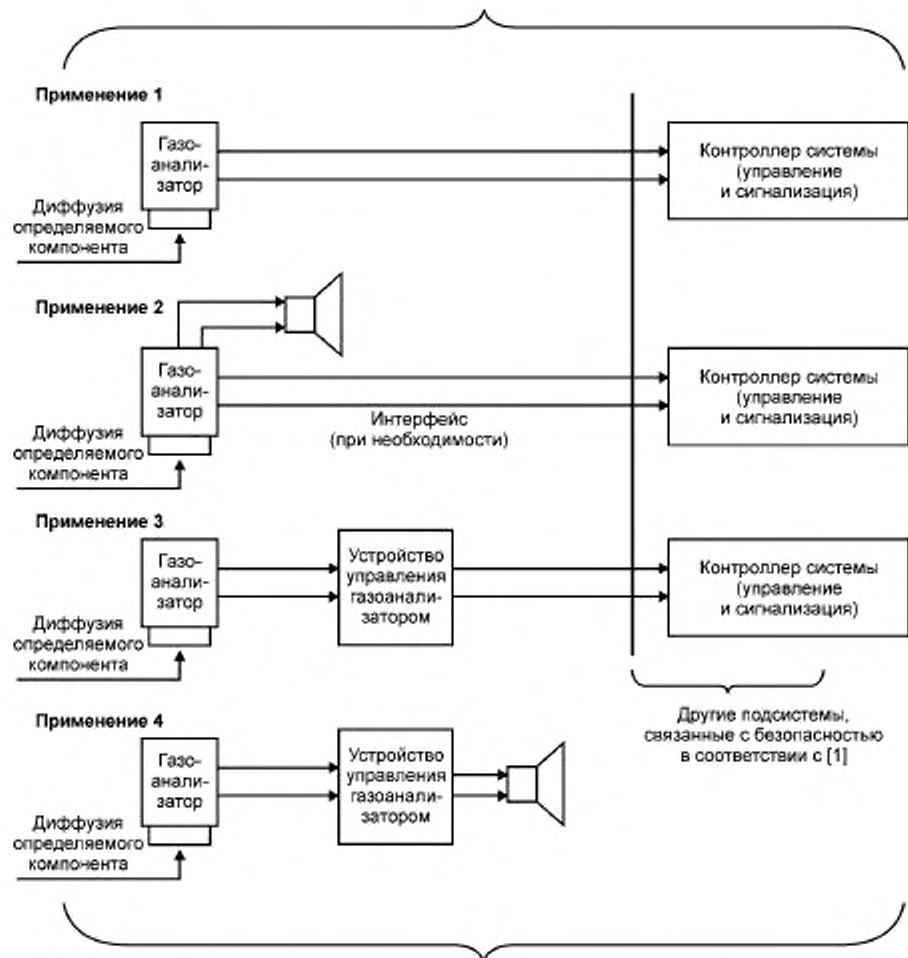 Применение 1
Газо-
анали-
затор
Контроллер системы
(управление
и сигнализация)
Диффузия
определяемого
компонента
Применение 2
Газо-
анали-
затор
Контроллер системы
(управление
и сигнализация)
Интерфейс
(при необходимости)
Диффузия
определяемого
компонента
Применение 3
Газо-
анали-
затор
Устройство
управления
газоанали-
затором
Контроллер системы
(управление
и сигнализация)
Диффузия
определяемого
компонента
Другие подсистемы,
связанные с безопасностью
в соответствии с [1]
Применение 4
Газо-
анали-
затор
Устройство
управления
газоанали-
затором
Диффузия
определяемого
компонента